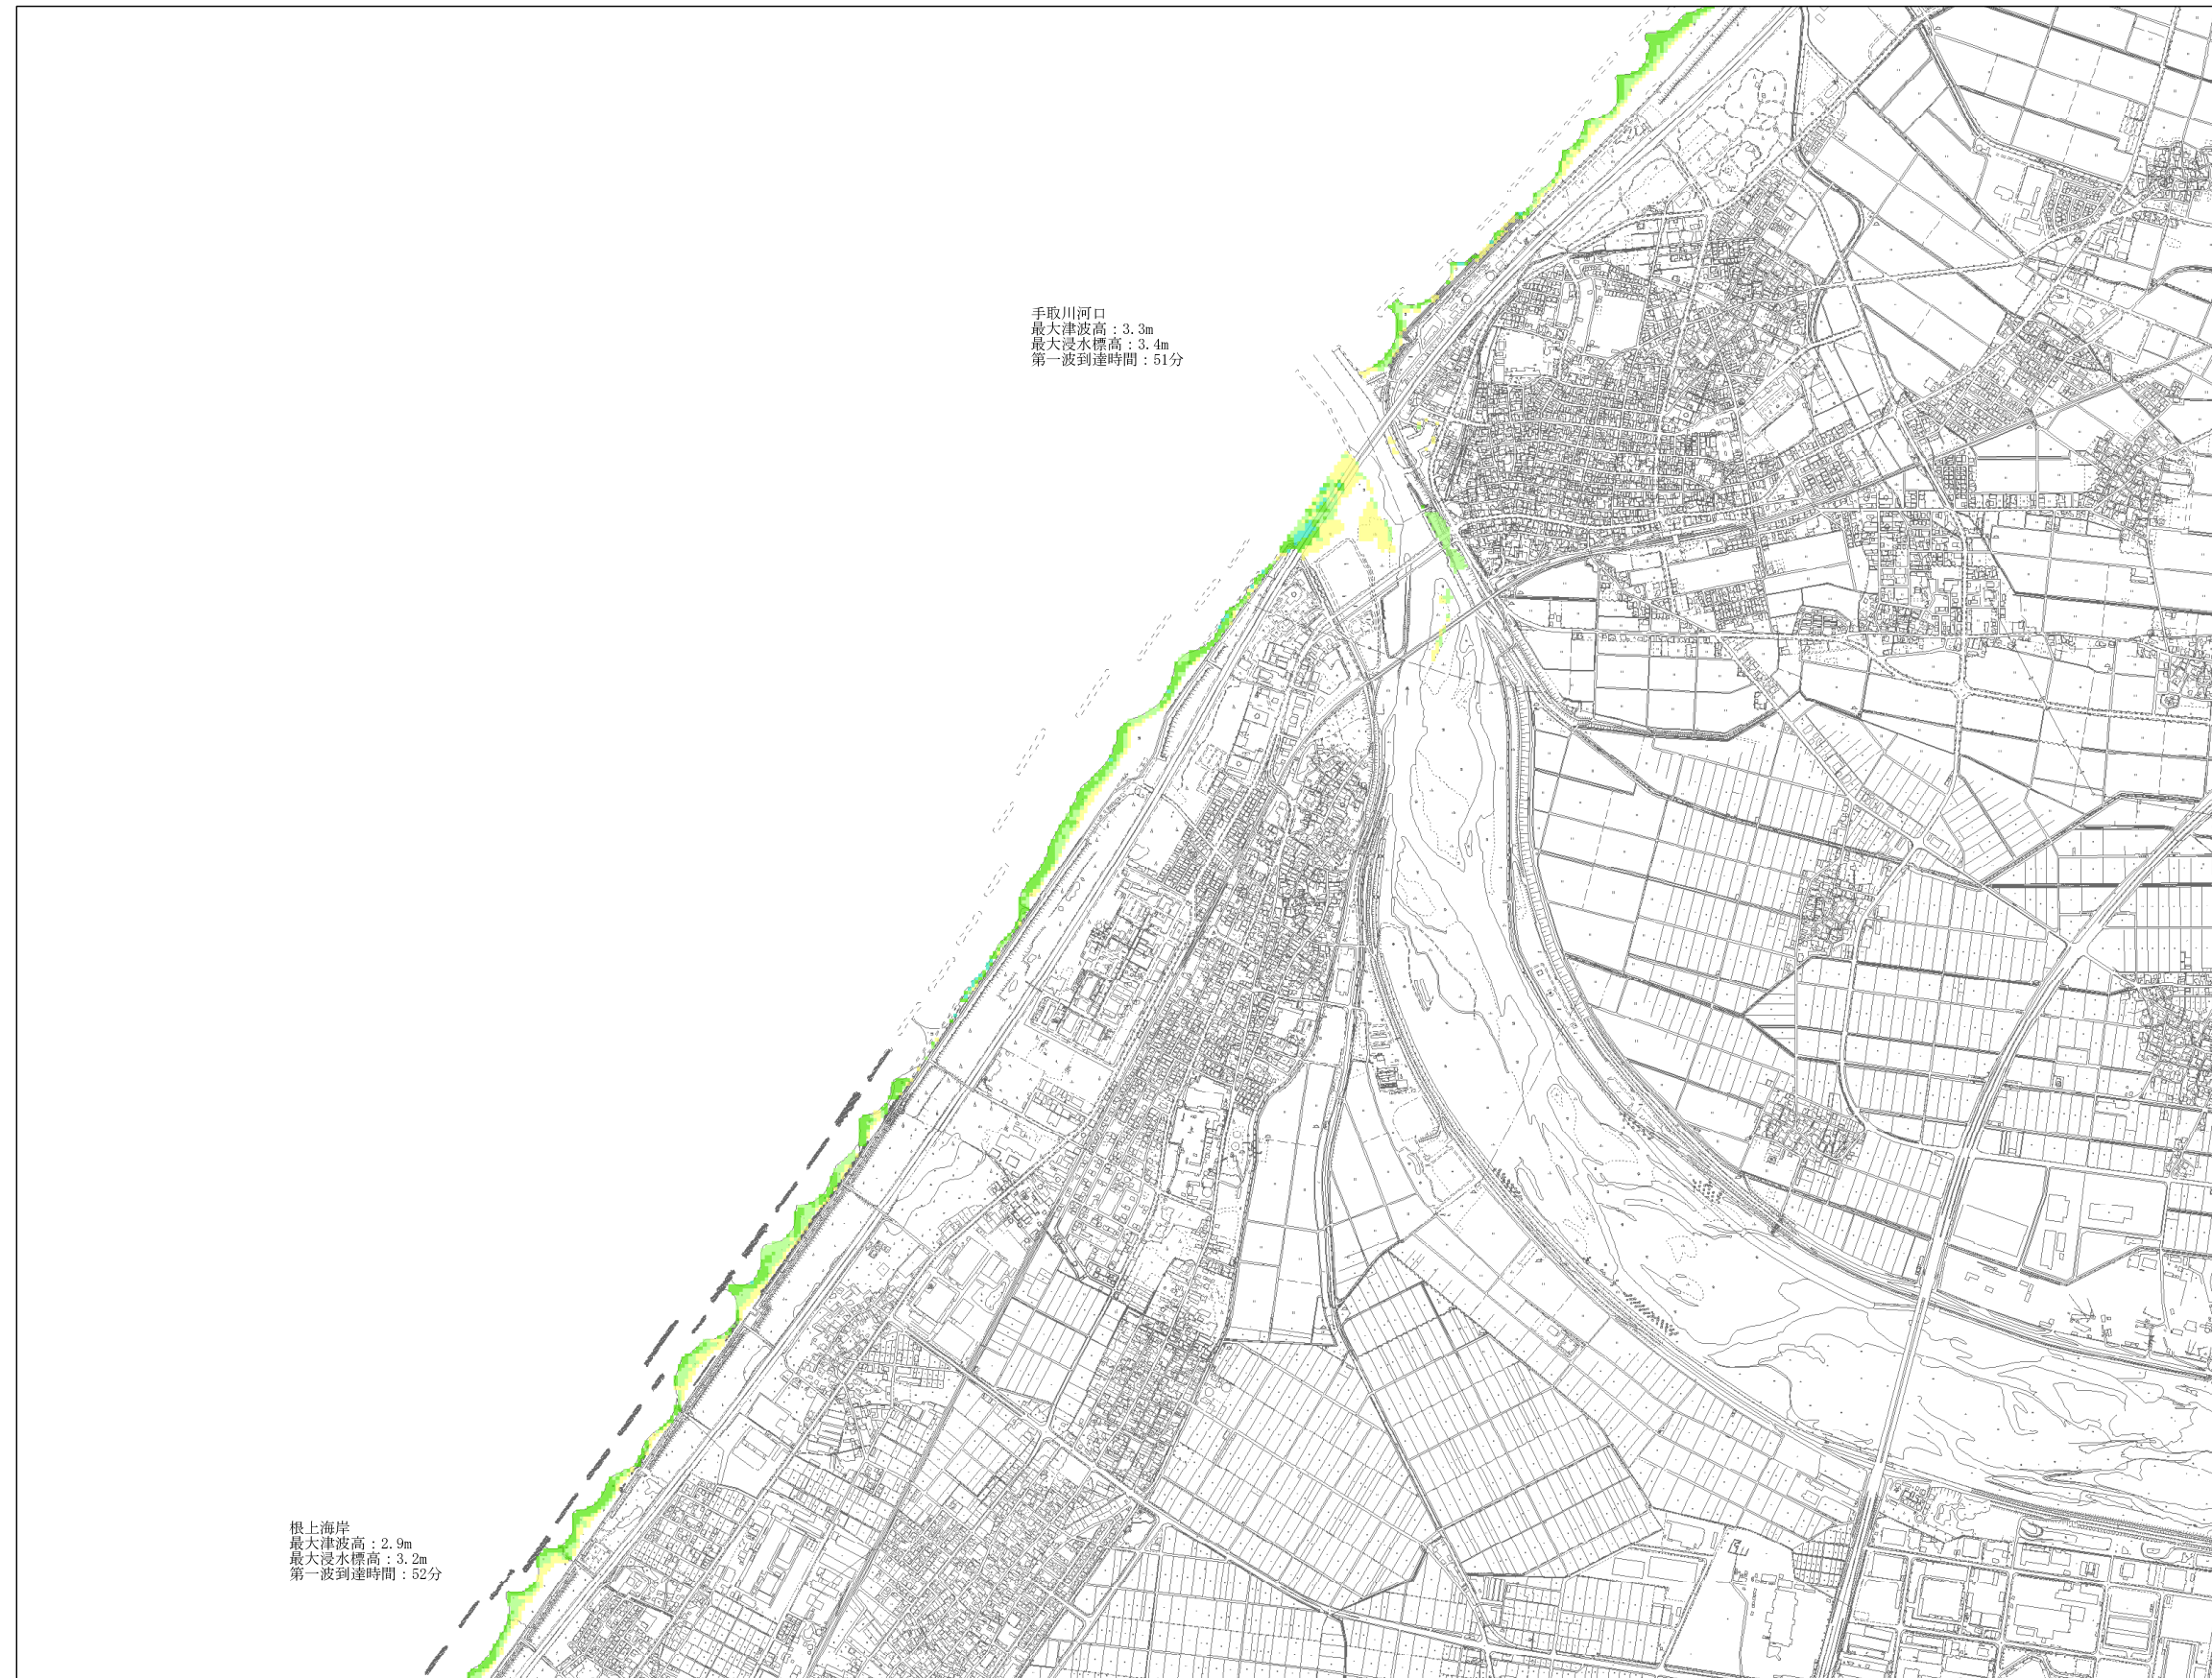 手取川河口
最大津波高：3.3m
最大浸水標高：3.4m
第一波到達時間：51分
根上海岸
最大津波高：2.9m
最大浸水標高：3.2m
第一波到達時間：52分